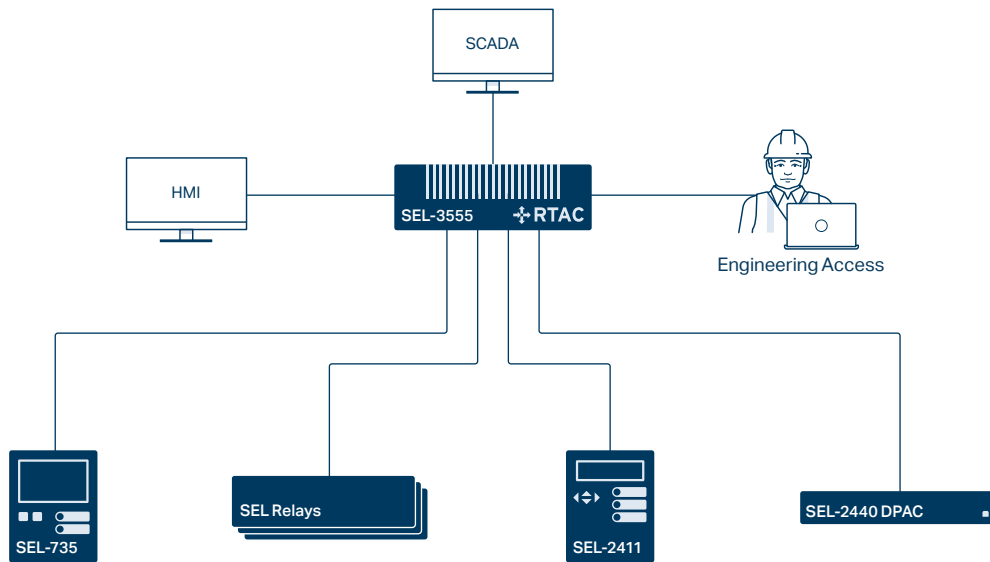 SCADA
HMI
SEL-3555 RTAC
Engineering Access
SEL-735
SEL Relays
SEL-2411
SEL-2440 DPAC